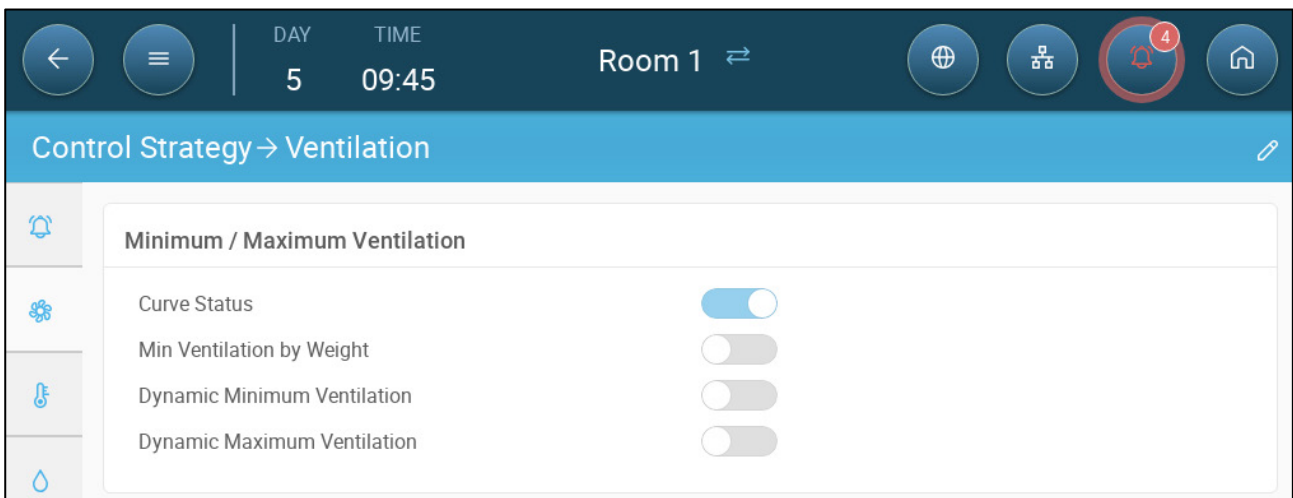 DAY TIME
5 09:45
Room 1
4
Control Strategy → Ventilation
Minimum / Maximum Ventilation
Curve Status
Min Ventilation by Weight
Dynamic Minimum Ventilation
Dynamic Maximum Ventilation